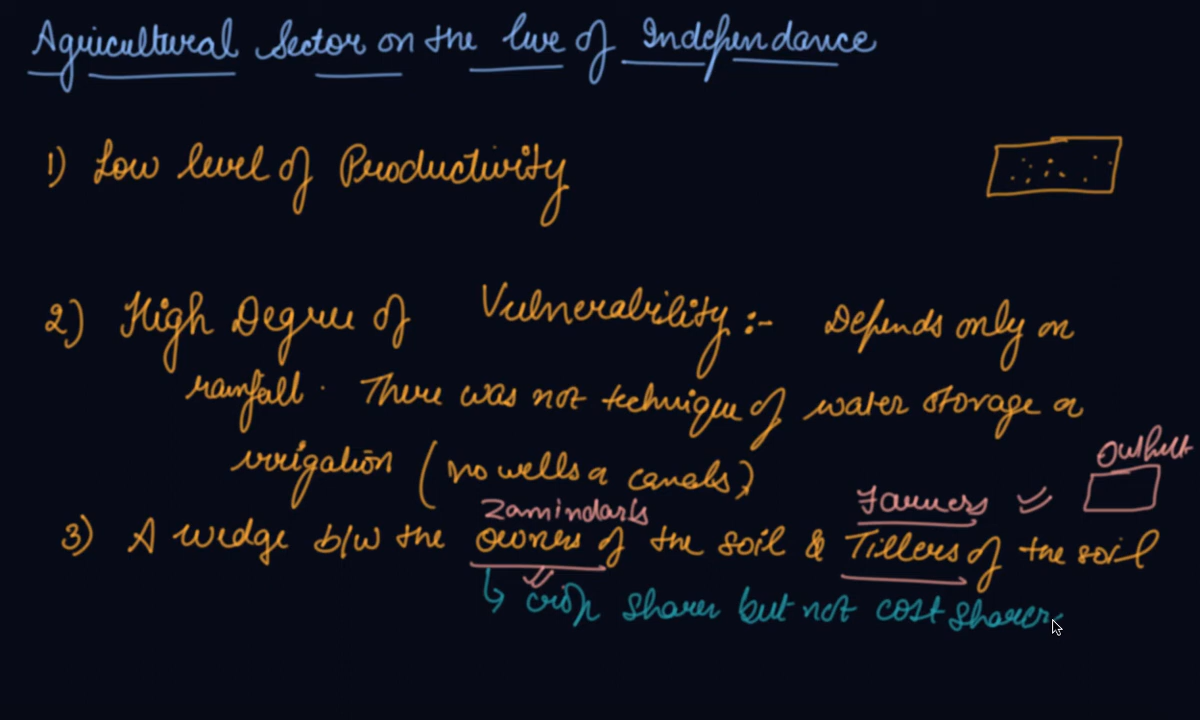 Agricultural Sector on the Eve of Independance
1) Low level of Productivity
2) High Degree of Vulnerability :- Depends only on
rainfall. There was not technique of water storage or
irrigation (no wells or canals)
Output
Zamindaris Farmers
3) A wedge b/w the owners of the soil & Tillers of the soil
↳ crop sharer but not cost sharer